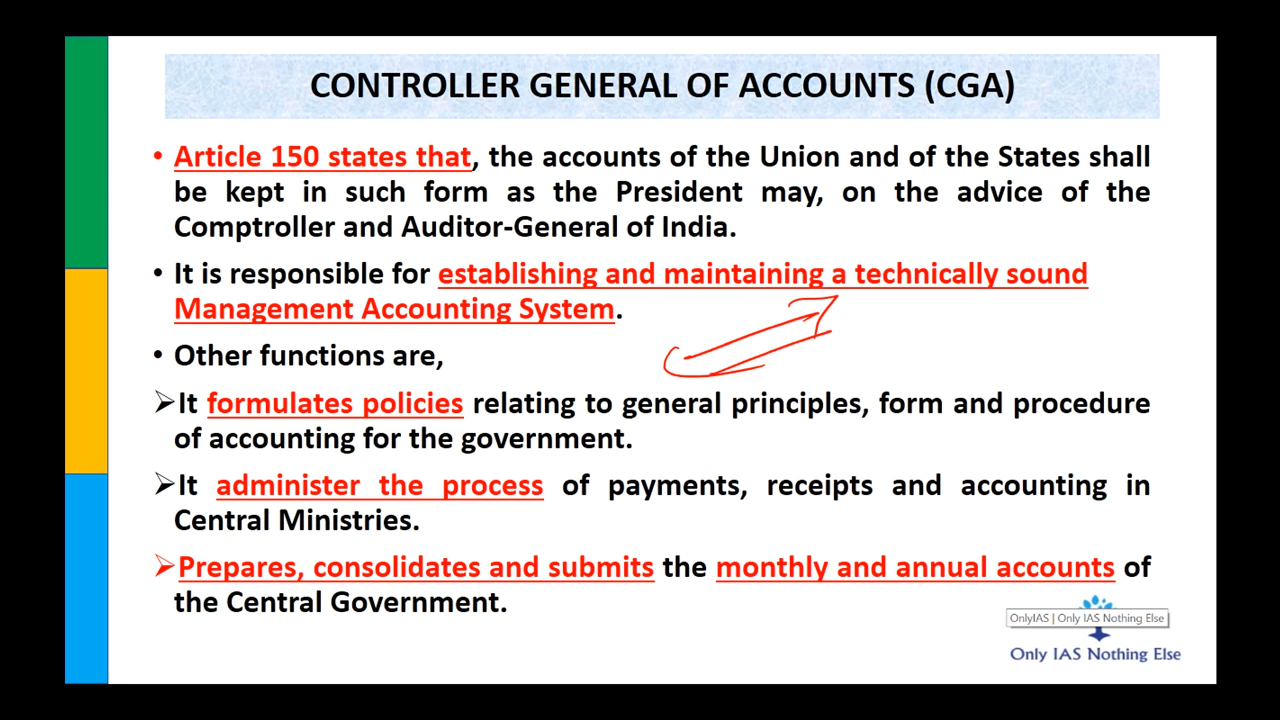 CONTROLLER GENERAL OF ACCOUNTS (CGA)
• Article 150 states that, the accounts of the Union and of the States shall
be kept in such form as the President may, on the advice of the
Comptroller and Auditor-General of India.
• It is responsible for establishing and maintaining a technically sound
Management Accounting System.
• Other functions are,
➢It formulates policies relating to general principles, form and procedure
of accounting for the government.
➢It administer the process of payments, receipts and accounting in
Central Ministries.
➢Prepares, consolidates and submits the monthly and annual accounts of
the Central Government.
OnlyIAS | Only IAS Nothing Else
Only IAS Nothing Else